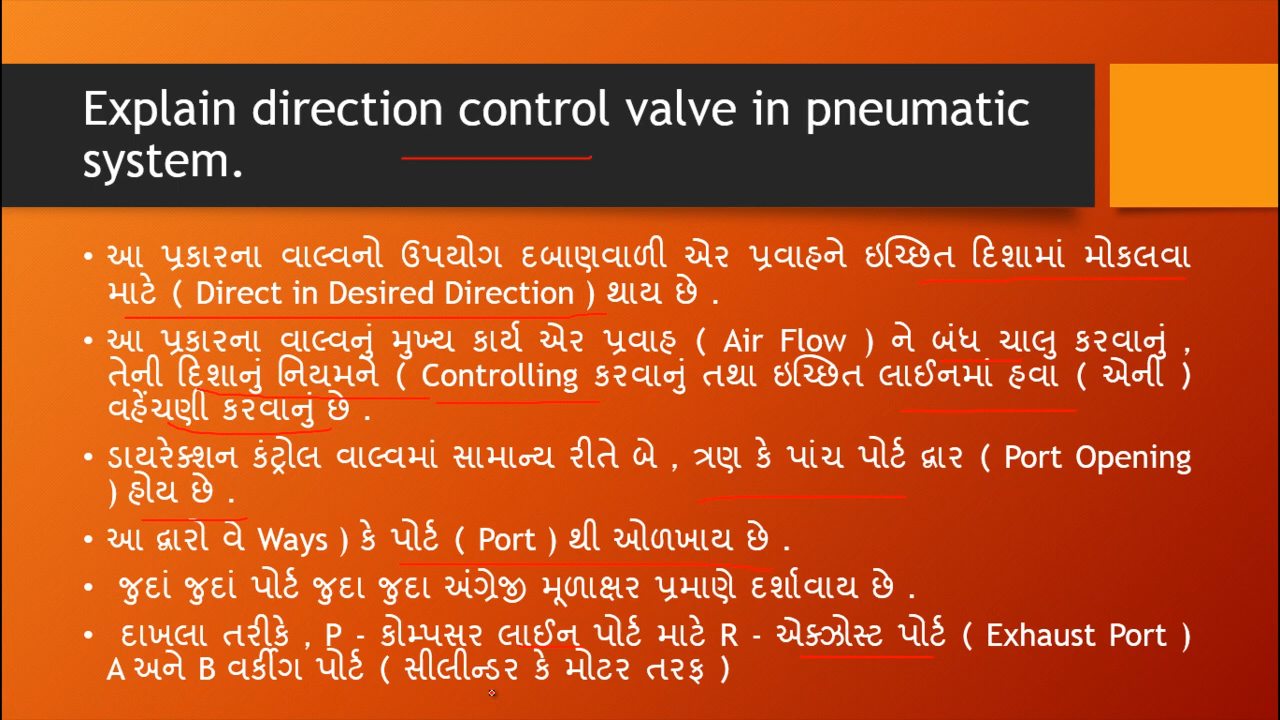 Explain direction control valve in pneumatic
system.
• આ પ્રકારના વાલ્વનો ઉપયોગ દબાણવાળી એર પ્રવાહને ઇચ્છિત દિશામાં મોકલવા
માટે ( Direct in Desired Direction ) થાય છે .
• આ પ્રકારના વાલ્વનું મુખ્ય કાર્ય એર પ્રવાહ ( Air Flow ) ને બંધ ચાલુ કરવાનું ,
તેની દિશાનું નિયમને ( Controlling કરવાનું તથા ઇચ્છિત લાઈનમાં હવા ( એની )
વહેંચણી કરવાનું છે .
• ડાયરેક્શન કંટ્રોલ વાલ્વમાં સામાન્ય રીતે બે , ત્રણ કે પાંચ પોર્ટ દ્વાર ( Port Opening
) હોય છે .
• આ દ્વારો વે Ways ) કે પોર્ટ ( Port ) થી ઓળખાય છે .
• જુદાં જુદાં પોર્ટ જુદા જુદા અંગ્રેજી મૂળાક્ષર પ્રમાણે દર્શાવાય છે .
• દાખલા તરીકે , P - કોમ્પસર લાઈન પોર્ટ માટે R - એક્ઝોસ્ટ પોર્ટ ( Exhaust Port )
A અને B વર્કીગ પોર્ટ ( સીલીન્ડર કે મોટર તરફ )